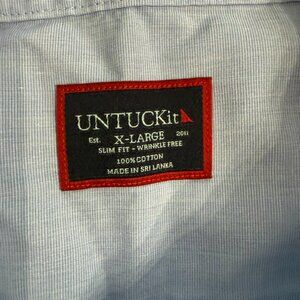 UNTUCKit
Est. X-LARGE 2011
SLIM FIT - WRINKLE FREE
100% COTTON
MADE IN SRI LANKA